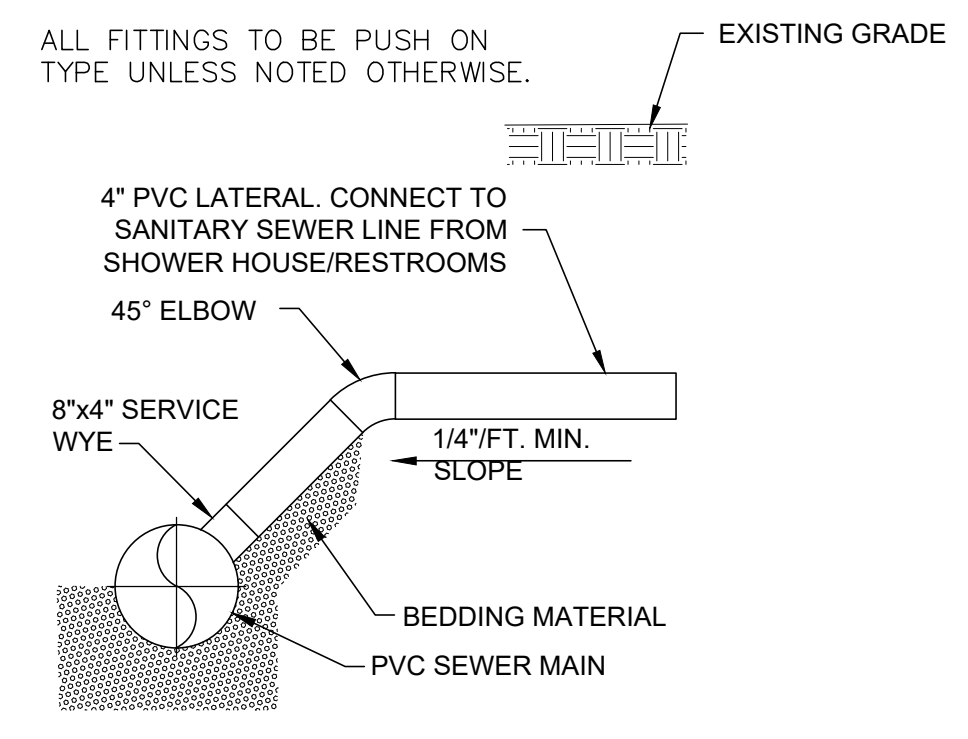 ALL FITTINGS TO BE PUSH ON
TYPE UNLESS NOTED OTHERWISE.
EXISTING GRADE
4" PVC LATERAL. CONNECT TO
SANITARY SEWER LINE FROM
SHOWER HOUSE/RESTROOMS
45° ELBOW
8"x4" SERVICE
WYE
1/4"/FT. MIN.
SLOPE
BEDDING MATERIAL
PVC SEWER MAIN